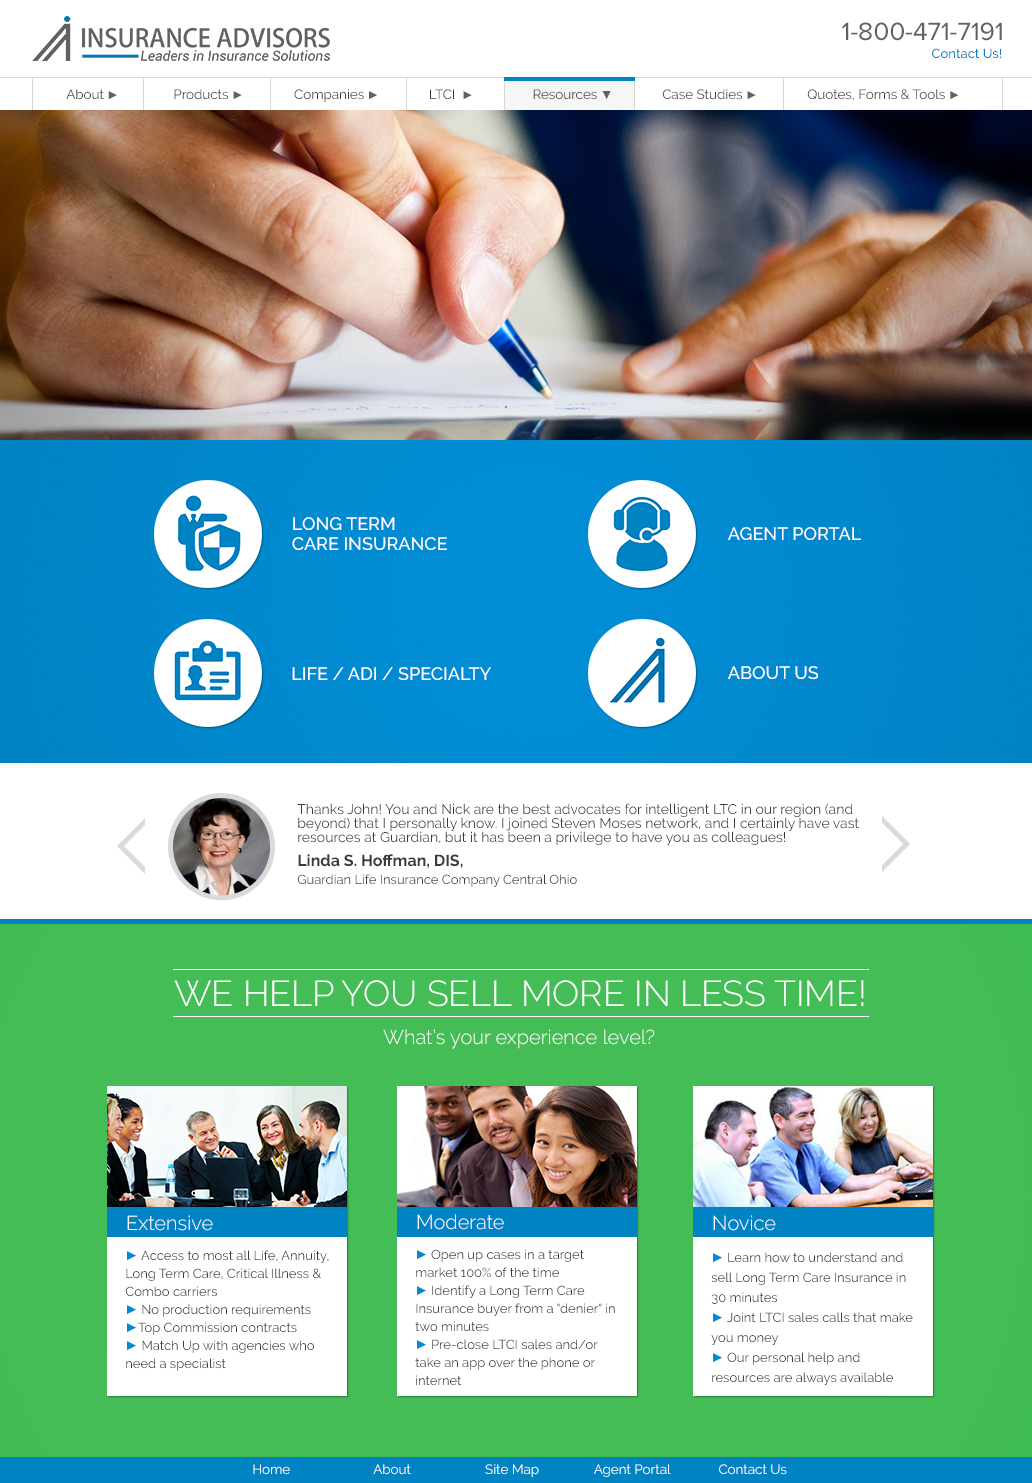 INSURANCE ADVISORS
Leaders in Insurance Solutions
1-800-471-7191
Contact Us!
About ►
Products ►
Companies ►
LTCI ►
Resources ▼
Case Studies ►
Quotes, Forms & Tools ►
LONG TERM
CARE INSURANCE
AGENT PORTAL
LIFE / ADI / SPECIALTY
ABOUT US
Thanks John! You and Nick are the best advocates for intelligent LTC in our region (and
beyond) that I personally know. I joined Steven Moses network, and I certainly have vast
resources at Guardian, but it has been a privilege to have you as colleagues!
Linda S. Hoffman, DIS,
Guardian Life Insurance Company Central Ohio
WE HELP YOU SELL MORE IN LESS TIME!
What's your experience level?
Extensive
► Access to most all Life, Annuity,
Long Term Care, Critical Illness &
Combo carriers
► No production requirements
► Top Commission contracts
► Match Up with agencies who
need a specialist
Moderate
► Open up cases in a target
market 100% of the time
► Identify a Long Term Care
Insurance buyer from a "denier" in
two minutes
► Pre-close LTCI sales and/or
take an app over the phone or
internet
Novice
► Learn how to understand and
sell Long Term Care Insurance in
30 minutes
► Joint LTCI sales calls that make
you money
► Our personal help and
resources are always available
Home
About
Site Map
Agent Portal
Contact Us